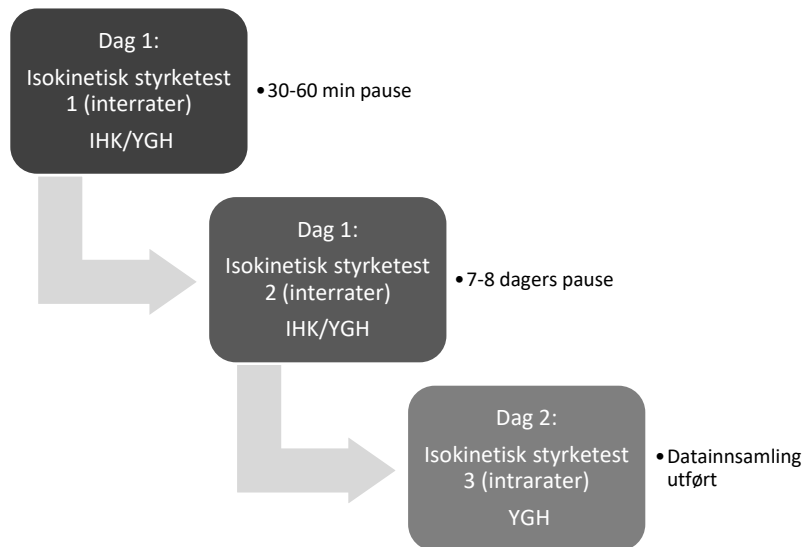 Dag 1:
Isokinetisk styrketest
1 (interrater)
IHK/YGH
•30-60 min pause
Dag 1:
Isokinetisk styrketest
2 (interrater)
IHK/YGH
•7-8 dagers pause
Dag 2:
Isokinetisk styrketest
3 (intrarater)
YGH
•Datainnsamling
utført